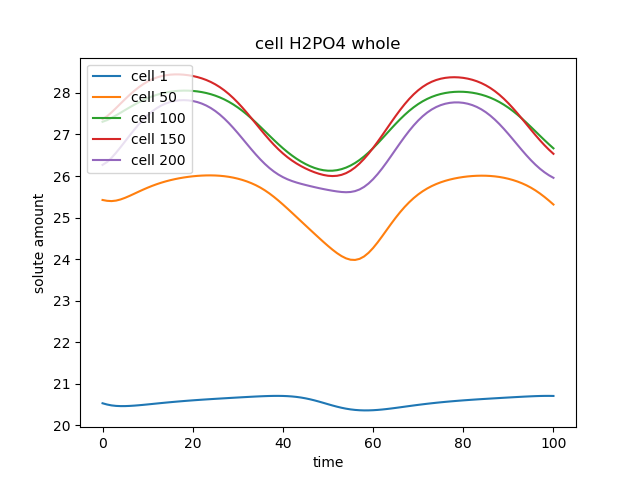 cell H2PO4 whole
cell 1
cell 50
cell 100
cell 150
cell 200
solute amount
28
27
26
25
24
23
22
21
20
0 20 40 60 80 100
time